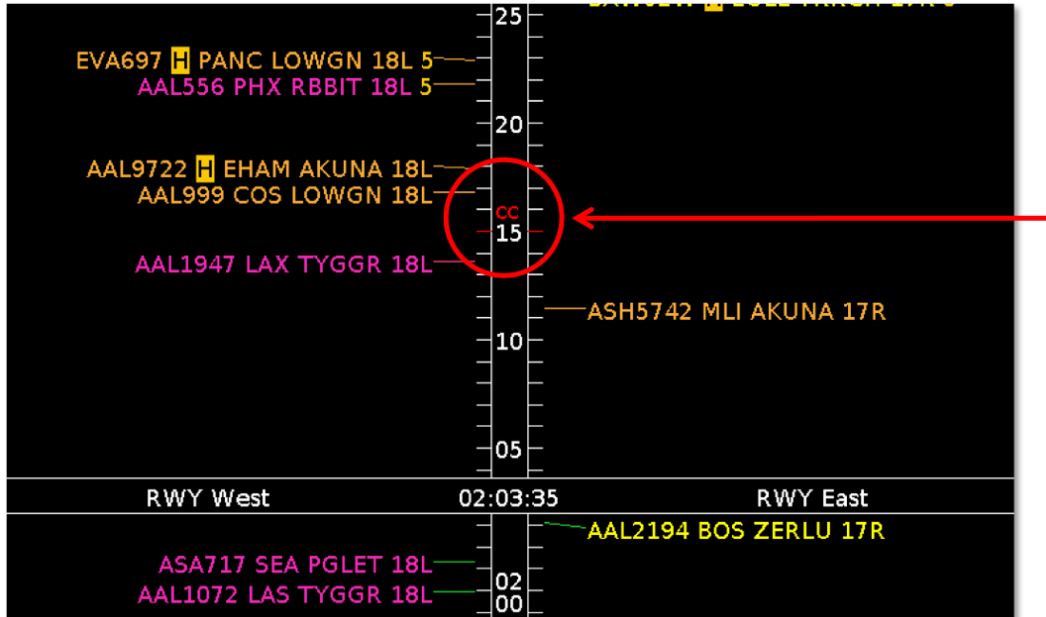 25
EVA697 H PANC LOWGN 18L 5
AAL556 PHX RBBIT 18L 5
20
AAL9722 H EHAM AKUNA 18L
AAL999 COS LOWGN 18L
CC
15
AAL1947 LAX TYGGR 18L
ASH5742 MLI AKUNA 17R
10
05
RWY West 02:03:35 RWY East
AAL2194 BOS ZERLU 17R
ASA717 SEA PGLET 18L
02
AAL1072 LAS TYGGR 18L
00